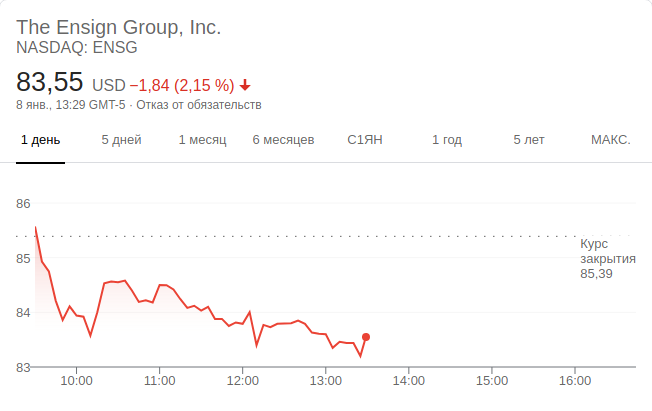 The Ensign Group, Inc.
NASDAQ: ENSG
83,55 USD −1,84 (2,15 %)
8 янв., 13:29 GMT-5 · Отказ от обязательств
1 день 5 дней 1 месяц 6 месяцев С1ЯН 1 год 5 лет МАКС.
86
85
84
83
Курс
закрытия
85,39
10:00 11:00 12:00 13:00 14:00 15:00 16:00